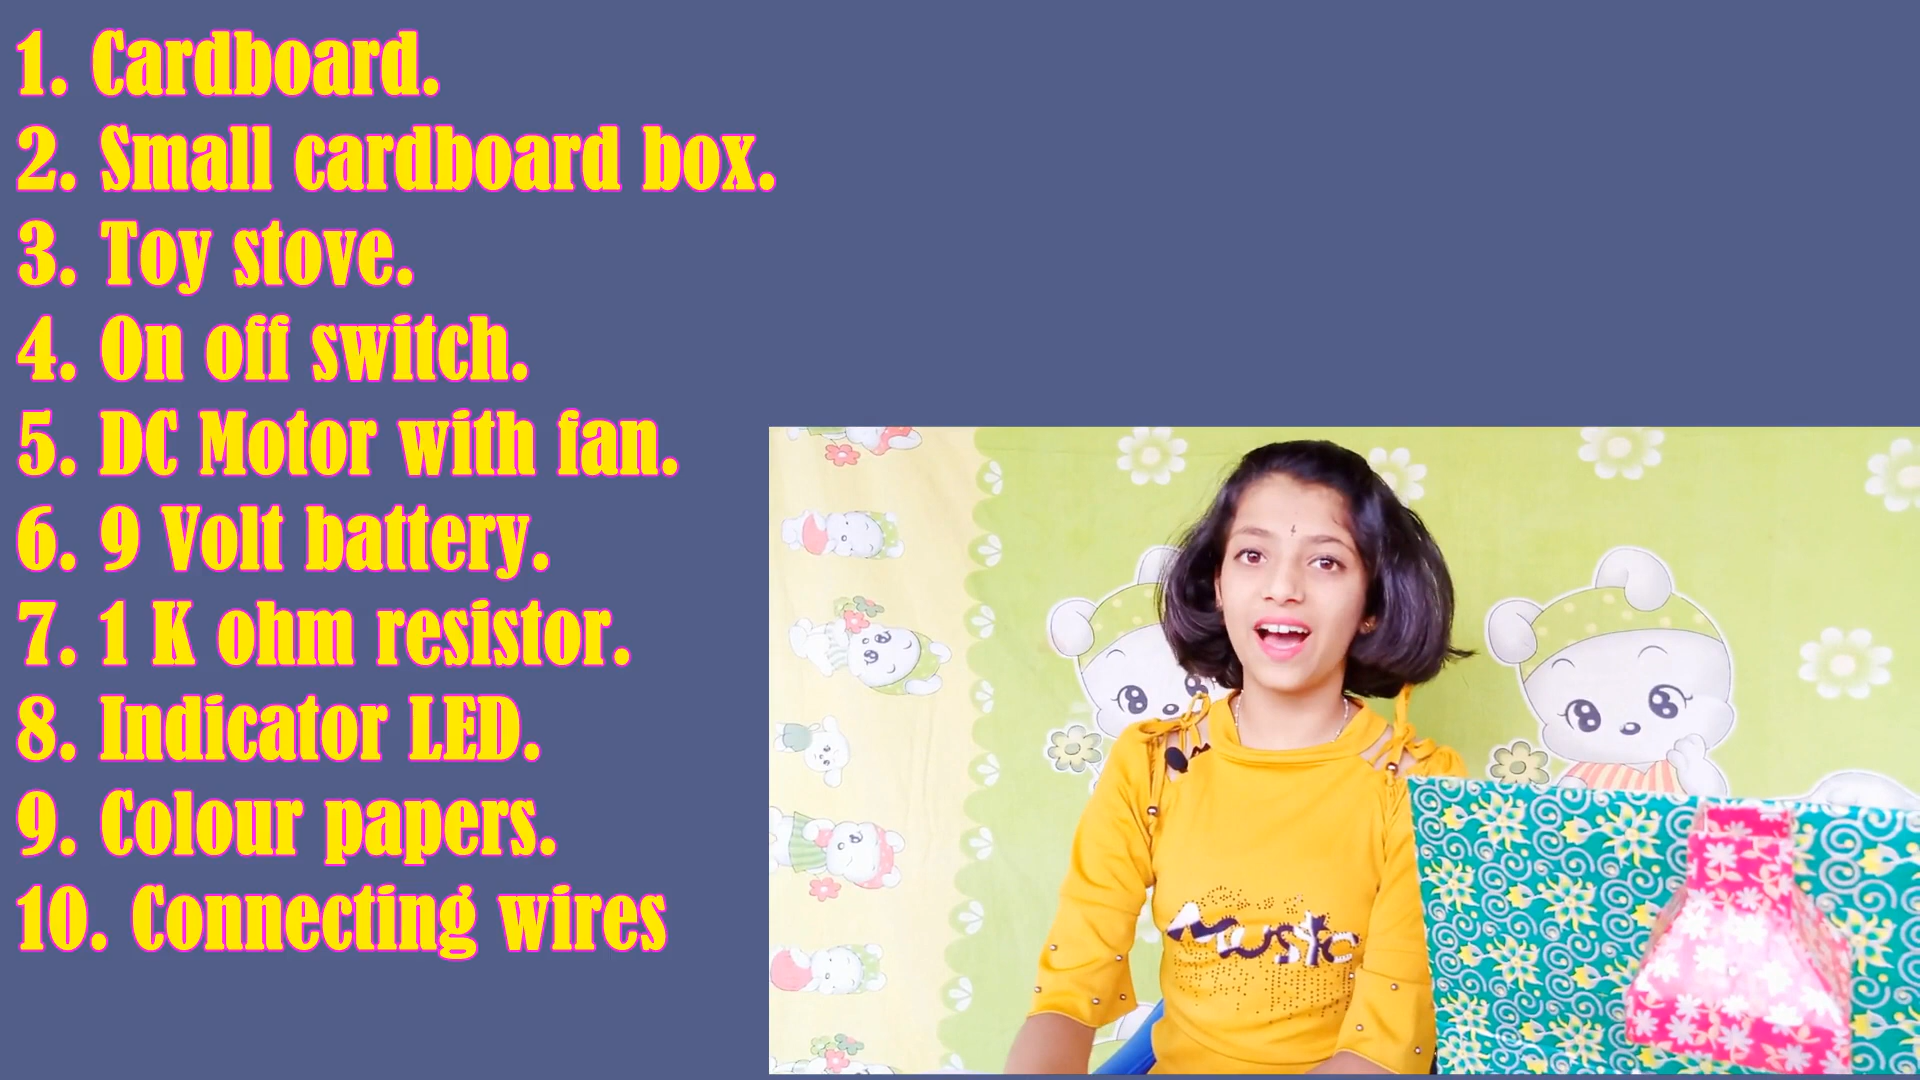 1. Cardboard.
2. Small cardboard box.
3. Toy stove.
4. On off switch.
5. DC Motor with fan.
6. 9 Volt battery.
7. 1 K ohm resistor.
8. Indicator LED.
9. Colour papers.
10. Connecting wires
Music